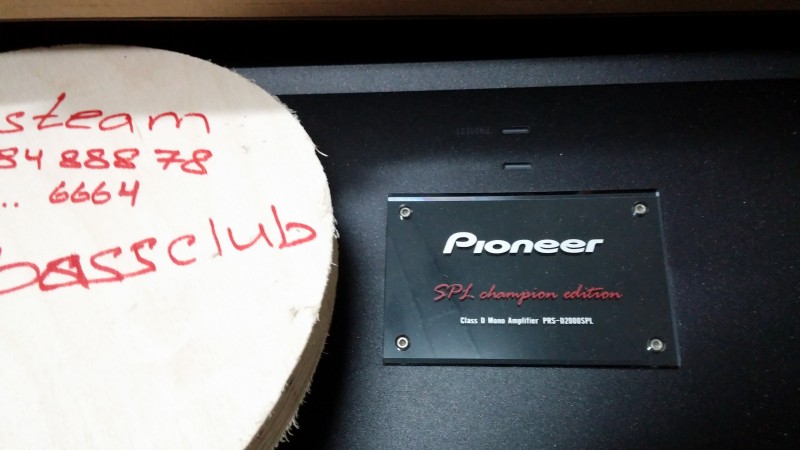 steam
84 888 78
... 6664
bassclub
Pioneer
SPL champion edition
Class D Mono Amplifier PRS-D2000SPL